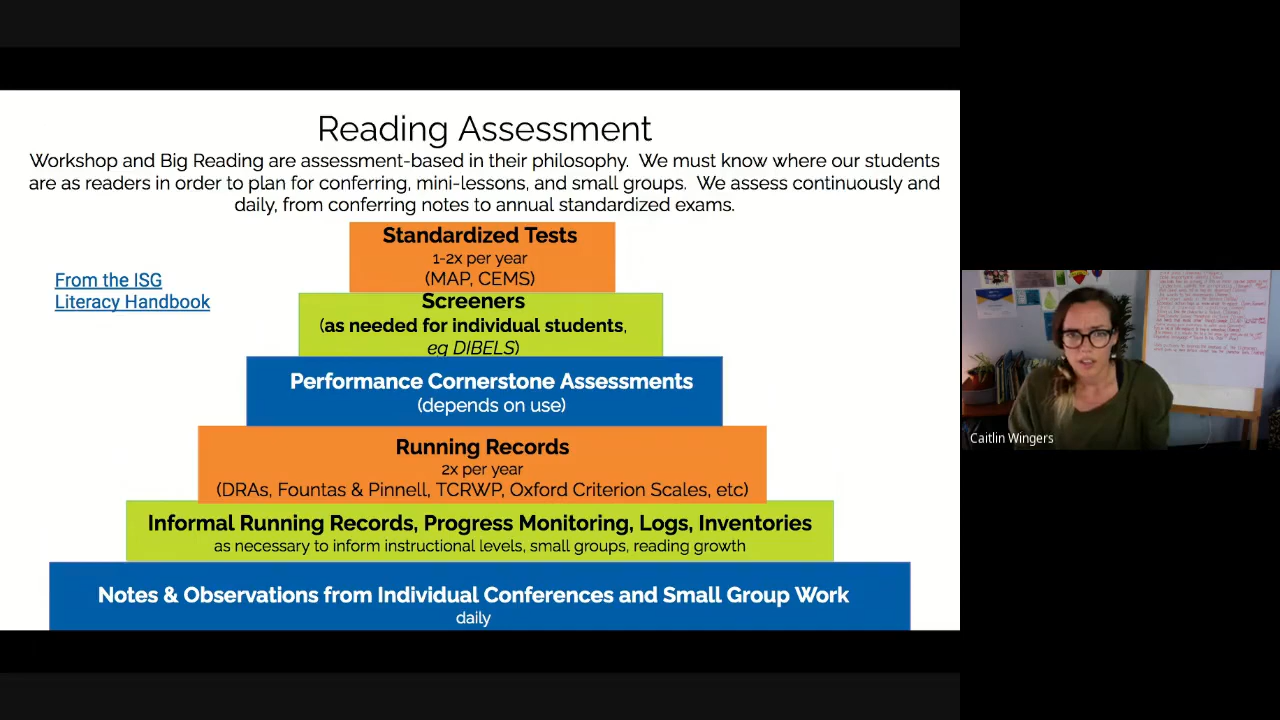 Reading Assessment
Workshop and Big Reading are assessment-based in their philosophy. We must know where our students
are as readers in order to plan for conferring, mini-lessons, and small groups. We assess continuously and
daily, from conferring notes to annual standardized exams.
Standardized Tests
1-2x per year
(MAP, CEMS)
From the ISG
Literacy Handbook
Screeners
(as needed for individual students,
eg DIBELS)
Performance Cornerstone Assessments
(depends on use)
Running Records
2x per year
(DRAs, Fountas & Pinnell, TCRWP, Oxford Criterion Scales, etc)
Informal Running Records, Progress Monitoring, Logs, Inventories
as necessary to inform instructional levels, small groups, reading growth
Notes & Observations from Individual Conferences and Small Group Work
daily
Caitlin Wingers